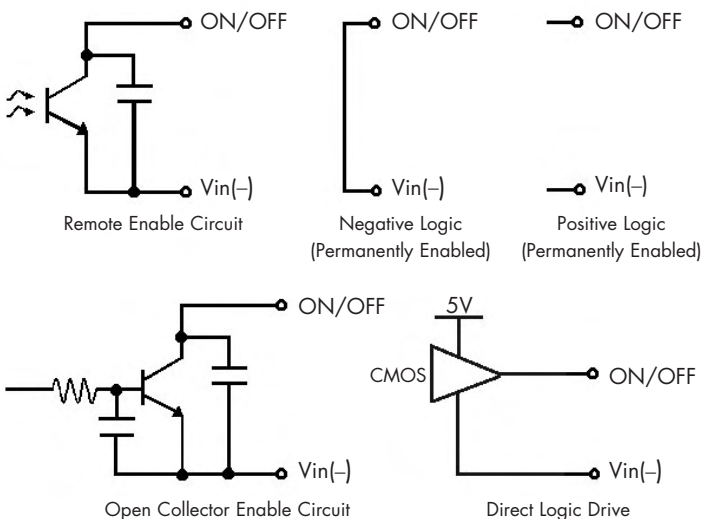 ON/OFF
Vin(–)
Remote Enable Circuit
ON/OFF
Vin(–)
Negative Logic
(Permanently Enabled)
ON/OFF
Vin(–)
Positive Logic
(Permanently Enabled)
ON/OFF
Vin(–)
Open Collector Enable Circuit
5V
CMOS
ON/OFF
Vin(–)
Direct Logic Drive